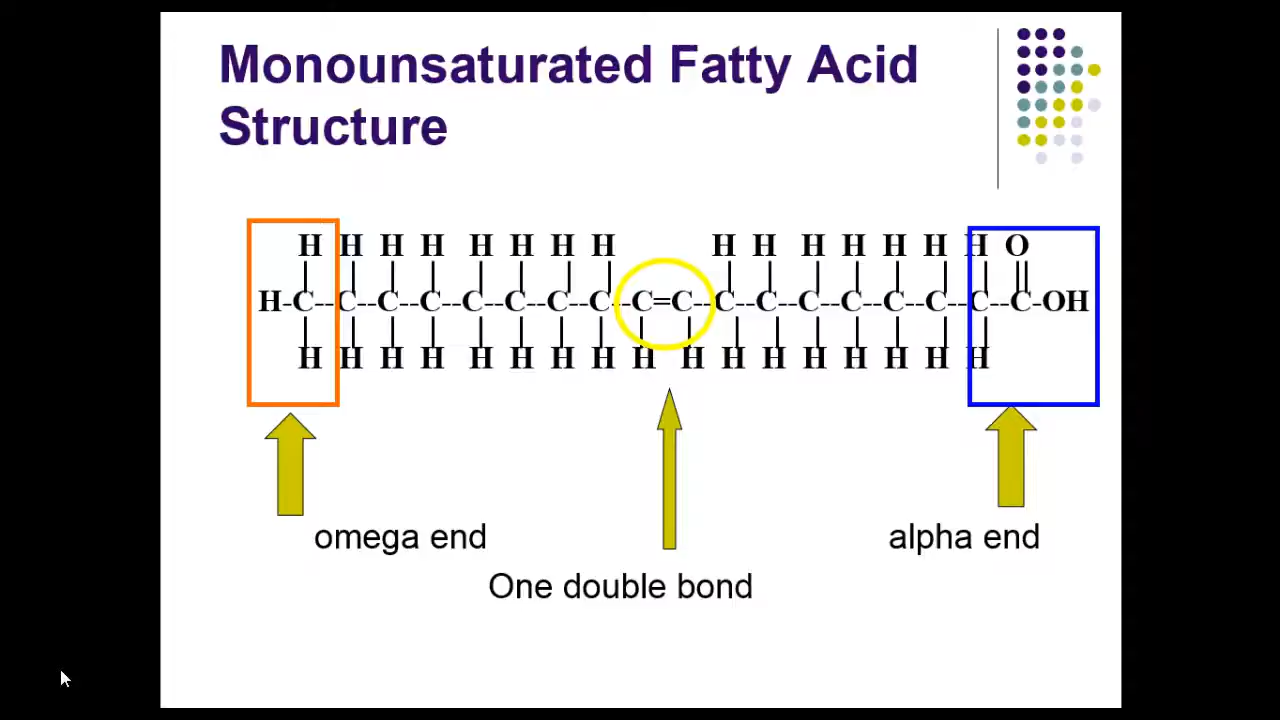 Monounsaturated Fatty Acid
Structure
H H H H H H H H H H H H H H H O
H-C--C--C--C--C--C--C--C--C=C--C--C--C--C--C--C--C--C-OH
H H H H H H H H H H H H H H H H H
omega end
alpha end
One double bond